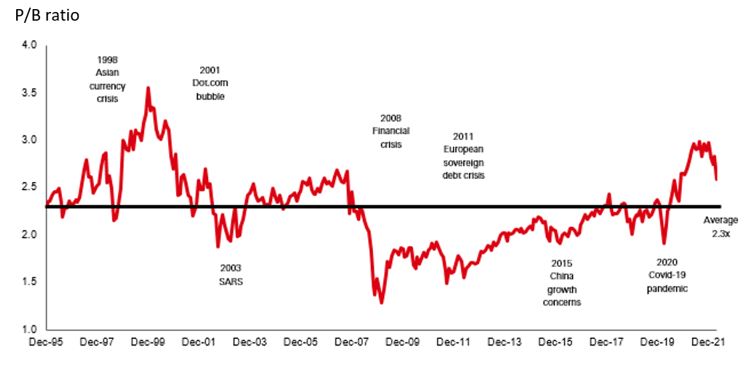 P/B ratio
4.0
3.5
3.0
2.5
2.0
1.5
1.0
1998
Asian
currency
crisis
2001
Dot.com
bubble
2003
SARS
2008
Financial
crisis
2011
European
sovereign
debt crisis
2015
China
growth
concerns
2020
Covid-19
pandemic
Average
2.3x
Dec-95 Dec-97 Dec-99 Dec-01 Dec-03 Dec-05 Dec-07 Dec-09 Dec-11 Dec-13 Dec-15 Dec-17 Dec-19 Dec-21